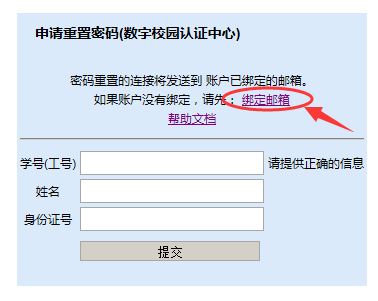 申请重置密码(数字校园认证中心)
密码重置的连接将发送到 账户已绑定的邮箱。
如果账户没有绑定，请先： 绑定邮箱
帮助文档
学号(工号) 请提供正确的信息
姓名
身份证号
提交